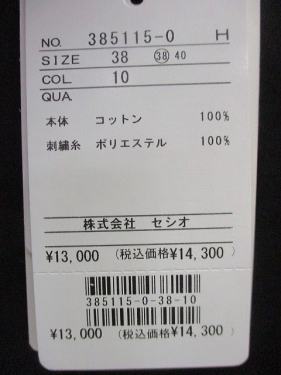 NO. 385115-0 H
SIZE 38 ㊳ 40
COL. 10
QUA.
本体 コットン 100%
刺繍糸 ポリエステル 100%
株式会社 セシオ
¥13,000 (税込価格¥14,300)
385115-0-38-10
¥13,000 (税込価格¥14,300)